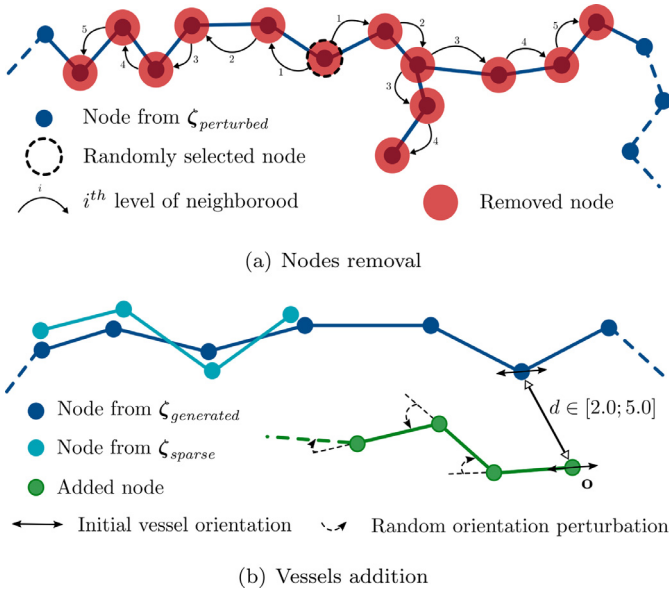 5 4 3 2 1 1 2 3 4 5
3
4
Node from ζperturbed
Randomly selected node
i
ith level of neighborood
Removed node
(a) Nodes removal
Node from ζgenerated
d ∈ [2.0; 5.0]
Node from ζsparse
Added node
o
Initial vessel orientation
Random orientation perturbation
(b) Vessels addition